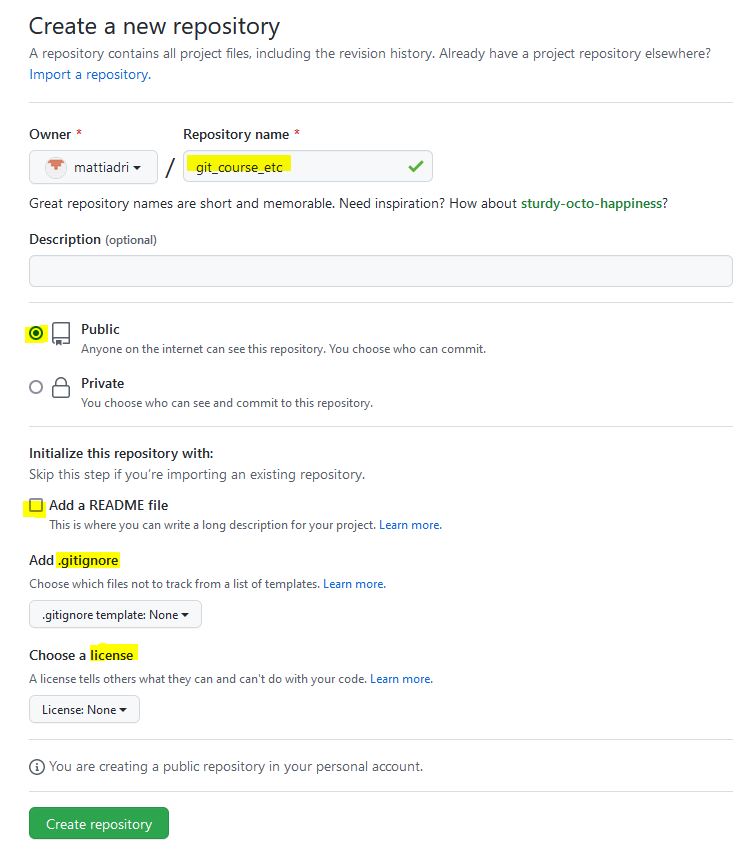 Create a new repository
A repository contains all project files, including the revision history. Already have a project repository elsewhere?
Import a repository.
Owner *
Repository name *
mattiadri
/
git_course_etc
Great repository names are short and memorable. Need inspiration? How about sturdy-octo-happiness?
Description (optional)
Public
Anyone on the internet can see this repository. You choose who can commit.
Private
You choose who can see and commit to this repository.
Initialize this repository with:
Skip this step if you're importing an existing repository.
Add a README file
This is where you can write a long description for your project. Learn more.
Add .gitignore
Choose which files not to track from a list of templates. Learn more.
.gitignore template: None
Choose a license
A license tells others what they can and can't do with your code. Learn more.
License: None
You are creating a public repository in your personal account.
Create repository